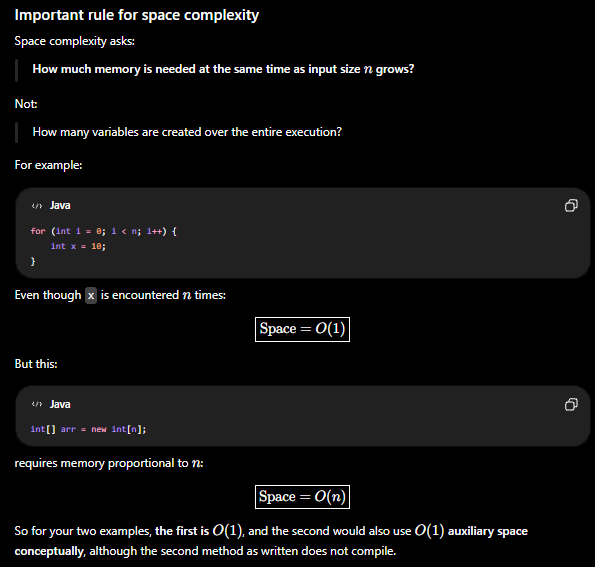 Important rule for space complexity
Space complexity asks:
How much memory is needed at the same time as input size n grows?
Not:
How many variables are created over the entire execution?
For example:
</> Java
for (int i = 0; i < n; i++) {
    int x = 10;
}
Even though x is encountered n times:
Space = O(1)
But this:
</> Java
int[] arr = new int[n];
requires memory proportional to n:
Space = O(n)
So for your two examples, the first is O(1), and the second would also use O(1) auxiliary space
conceptually, although the second method as written does not compile.